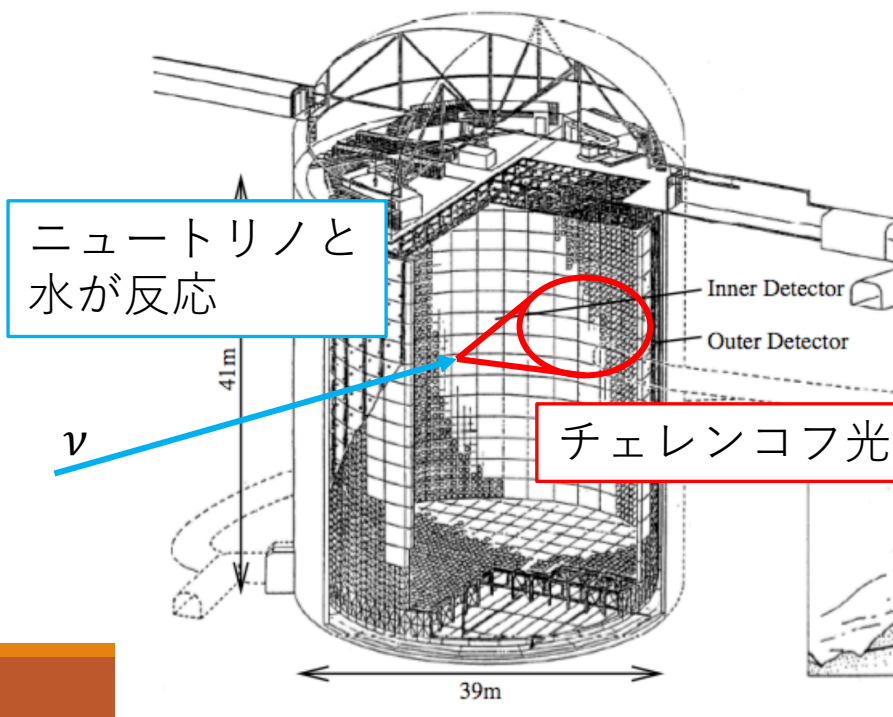 ニュートリノと
水が反応
Inner Detector
Outer Detector
41m
ν
チェレンコフ光
39m